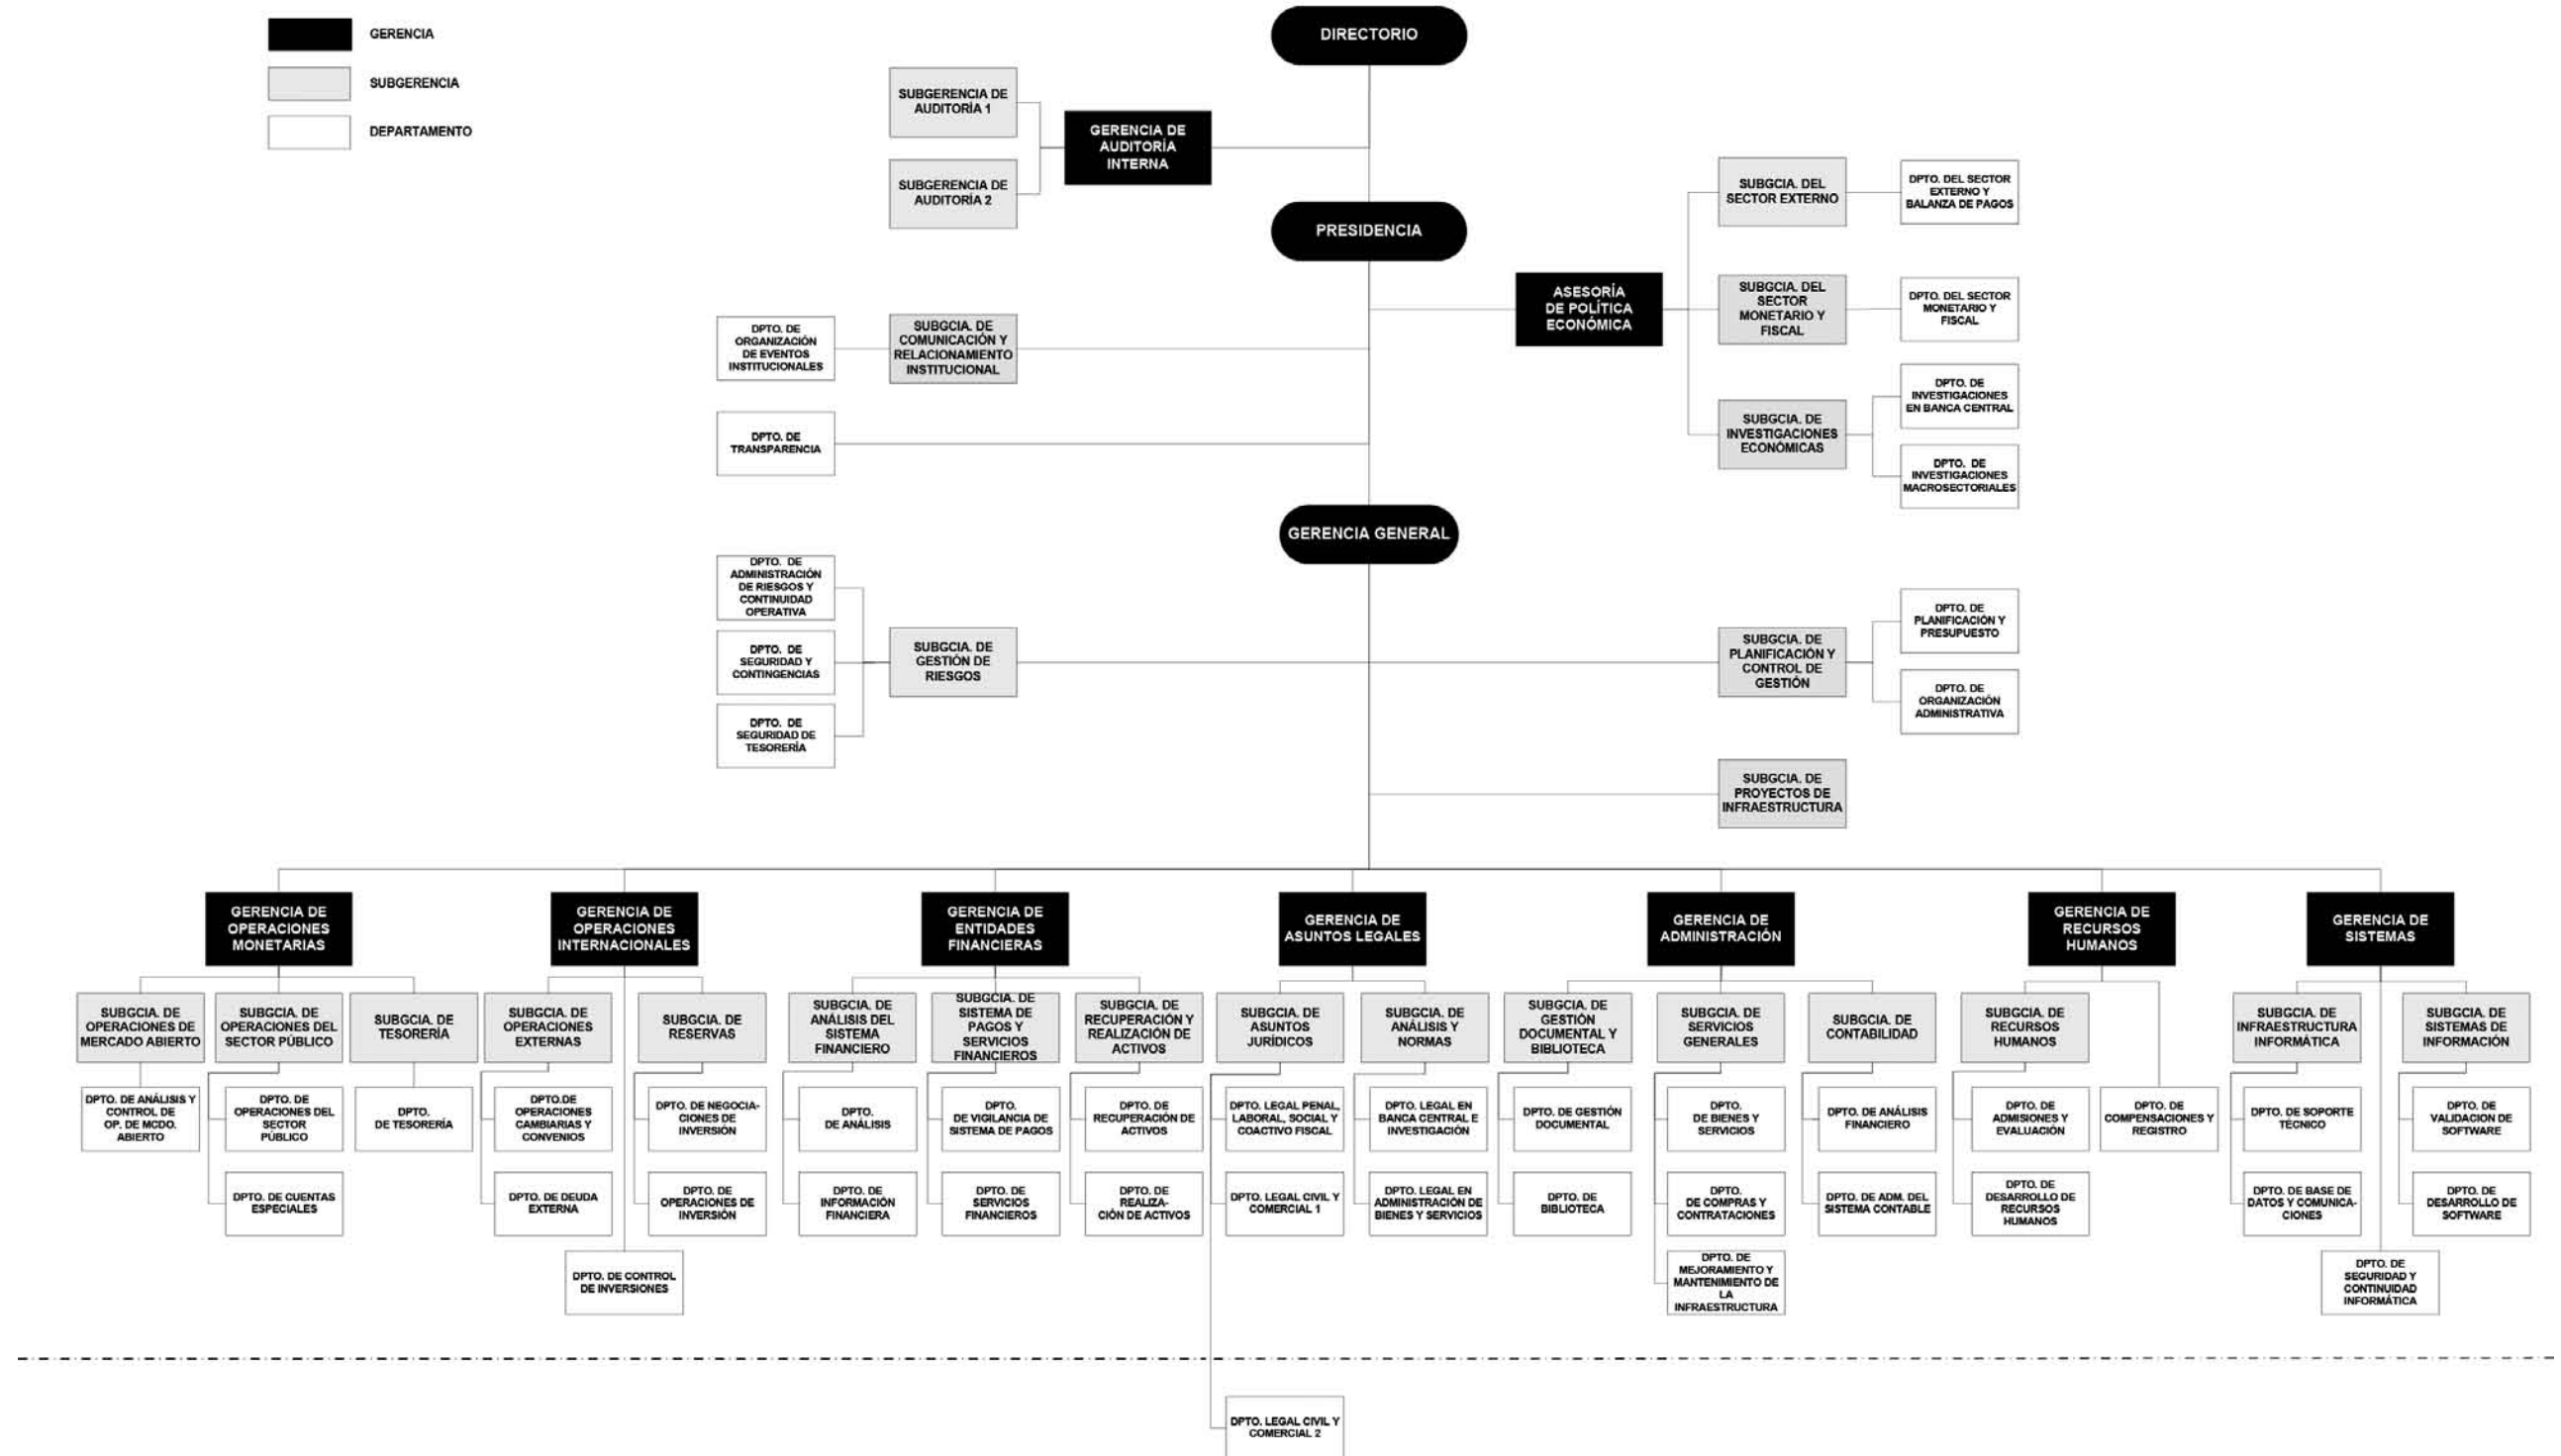 GERENCIA
SUBGERENCIA
DEPARTAMENTO
DIRECTORIO
SUBGERENCIA DE
AUDITORÍA 1
GERENCIA DE
AUDITORÍA
INTERNA
SUBGERENCIA DE
AUDITORÍA 2
PRESIDENCIA
SUBGCIA. DEL
SECTOR EXTERNO
DPTO. DEL SECTOR
EXTERNO Y
BALANZA DE PAGOS
ASESORÍA
DE POLÍTICA
ECONÓMICA
SUBGCIA. DEL
SECTOR
MONETARIO Y
FISCAL
DPTO. DEL SECTOR
MONETARIO Y
FISCAL
DPTO. DE
ORGANIZACIÓN
DE EVENTOS
INSTITUCIONALES
SUBGCIA. DE
COMUNICACIÓN Y
RELACIONAMIENTO
INSTITUCIONAL
DPTO. DE
TRANSPARENCIA
SUBGCIA. DE
INVESTIGACIONES
ECONÓMICAS
DPTO. DE
INVESTIGACIONES
EN BANCA CENTRAL
DPTO. DE
INVESTIGACIONES
MACROSECTORIALES
GERENCIA GENERAL
DPTO. DE
ADMINISTRACIÓN
DE RIESGOS Y
CONTINUIDAD
OPERATIVA
DPTO. DE
SEGURIDAD Y
CONTINGENCIAS
DPTO. DE
SEGURIDAD DE
TESORERÍA
SUBGCIA. DE
GESTIÓN DE
RIESGOS
SUBGCIA. DE
PLANIFICACIÓN Y
CONTROL DE
GESTIÓN
DPTO. DE
PLANIFICACIÓN Y
PRESUPUESTO
DPTO. DE
ORGANIZACIÓN
ADMINISTRATIVA
SUBGCIA. DE
PROYECTOS DE
INFRAESTRUCTURA
GERENCIA DE
OPERACIONES
MONETARIAS
GERENCIA DE
OPERACIONES
INTERNACIONALES
GERENCIA DE
ENTIDADES
FINANCIERAS
GERENCIA DE
ASUNTOS LEGALES
GERENCIA DE
ADMINISTRACIÓN
GERENCIA DE
RECURSOS
HUMANOS
GERENCIA DE
SISTEMAS
SUBGCIA. DE
OPERACIONES DE
MERCADO ABIERTO
SUBGCIA. DE
OPERACIONES DEL
SECTOR PÚBLICO
SUBGCIA. DE
TESORERÍA
SUBGCIA. DE
OPERACIONES
EXTERNAS
SUBGCIA. DE
RESERVAS
SUBGCIA. DE
ANÁLISIS DEL
SISTEMA
FINANCIERO
SUBGCIA. DE
SISTEMA DE
PAGOS Y
SERVICIOS
FINANCIEROS
SUBGCIA. DE
RECUPERACIÓN Y
REALIZACIÓN DE
ACTIVOS
SUBGCIA. DE
ASUNTOS
JURÍDICOS
SUBGCIA. DE
ANÁLISIS Y
NORMAS
SUBGCIA. DE
GESTIÓN
DOCUMENTAL Y
BIBLIOTECA
SUBGCIA. DE
SERVICIOS
GENERALES
SUBGCIA. DE
CONTABILIDAD
SUBGCIA. DE
RECURSOS
HUMANOS
SUBGCIA. DE
INFRAESTRUCTURA
INFORMÁTICA
SUBGCIA. DE
SISTEMAS DE
INFORMACIÓN
DPTO. DE ANÁLISIS Y
CONTROL DE
OP. DE MCDO.
ABIERTO
DPTO. DE
OPERACIONES DEL
SECTOR
PÚBLICO
DPTO.
DE TESORERÍA
DPTO.DE
OPERACIONES
CAMBIARIAS Y
CONVENIOS
DPTO. DE NEGOCIA-
CIONES DE
INVERSIÓN
DPTO.
DE ANÁLISIS
DPTO.
DE VIGILANCIA DE
SISTEMA DE PAGOS
DPTO. DE
RECUPERACIÓN DE
ACTIVOS
DPTO. LEGAL PENAL,
LABORAL, SOCIAL Y
COACTIVO FISCAL
DPTO. LEGAL EN
BANCA CENTRAL E
INVESTIGACIÓN
DPTO. DE GESTIÓN
DOCUMENTAL
DPTO.
DE BIENES Y
SERVICIOS
DPTO. DE ANÁLISIS
FINANCIERO
DPTO. DE
ADMISIONES Y
EVALUACIÓN
DPTO. DE
COMPENSACIONES Y
REGISTRO
DPTO. DE SOPORTE
TÉCNICO
DPTO. DE
VALIDACION DE
SOFTWARE
DPTO. DE CUENTAS
ESPECIALES
DPTO. DE DEUDA
EXTERNA
DPTO. DE
OPERACIONES DE
INVERSIÓN
DPTO. DE
INFORMACIÓN
FINANCIERA
DPTO. DE
SERVICIOS
FINANCIEROS
DPTO. DE
REALIZA-
CIÓN DE ACTIVOS
DPTO. LEGAL CIVIL Y
COMERCIAL 1
DPTO. LEGAL EN
ADMINISTRACIÓN DE
BIENES Y SERVICIOS
DPTO. DE
BIBLIOTECA
DPTO.
DE COMPRAS Y
CONTRATACIONES
DPTO. DE ADM. DEL
SISTEMA CONTABLE
DPTO. DE
DESARROLLO DE
RECURSOS
HUMANOS
DPTO. DE BASE DE
DATOS Y COMUNICA-
CIONES
DPTO. DE
DESARROLLO DE
SOFTWARE
DPTO. DE CONTROL
DE INVERSIONES
DPTO. DE
MEJORAMIENTO Y
MANTENIMIENTO DE
LA
INFRAESTRUCTURA
DPTO. DE
SEGURIDAD Y
CONTINUIDAD
INFORMÁTICA
DPTO. LEGAL CIVIL Y
COMERCIAL 2